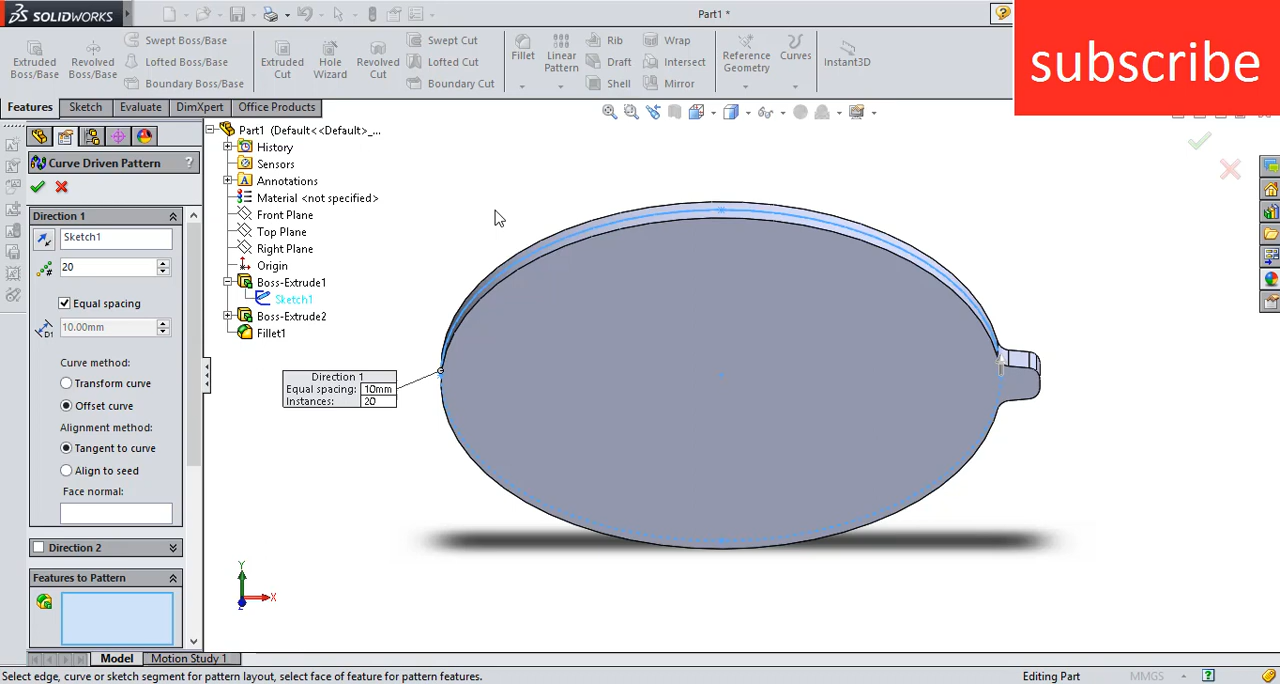 SOLIDWORKS
Part1 *
?
subscribe
Extruded Boss/Base
Revolved Boss/Base
Swept Boss/Base
Lofted Boss/Base
Boundary Boss/Base
Extruded Cut
Hole Wizard
Revolved Cut
Swept Cut
Lofted Cut
Boundary Cut
Fillet
Linear Pattern
Rib
Draft
Shell
Wrap
Intersect
Mirror
Reference Geometry
Curves
Instant3D
Features Sketch Evaluate DimXpert Office Products
Curve Driven Pattern ?
Direction 1
Sketch1
20
Equal spacing
10.00mm
Curve method:
Transform curve
Offset curve
Alignment method:
Tangent to curve
Align to seed
Face normal:
Direction 2
Features to Pattern
Part1 (Default<<Default>_...
History
Sensors
Annotations
Material <not specified>
Front Plane
Top Plane
Right Plane
Origin
Boss-Extrude1
Sketch1
Boss-Extrude2
Fillet1
Direction 1
Equal spacing: 10mm
Instances: 20
Y
X
Z
Model Motion Study 1
Select edge, curve or sketch segment for pattern layout, select face of feature for pattern features.
Editing Part
MMGS
?